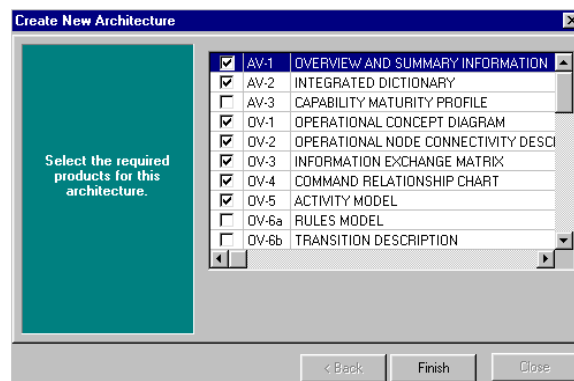 Create New Architecture
Select the required
products for this
architecture.
AV-1 OVERVIEW AND SUMMARY INFORMATION
AV-2 INTEGRATED DICTIONARY
AV-3 CAPABILITY MATURITY PROFILE
OV-1 OPERATIONAL CONCEPT DIAGRAM
OV-2 OPERATIONAL NODE CONNECTIVITY DESCI
OV-3 INFORMATION EXCHANGE MATRIX
OV-4 COMMAND RELATIONSHIP CHART
OV-5 ACTIVITY MODEL
OV-6a RULES MODEL
OV-6b TRANSITION DESCRIPTION
< Back Finish Close